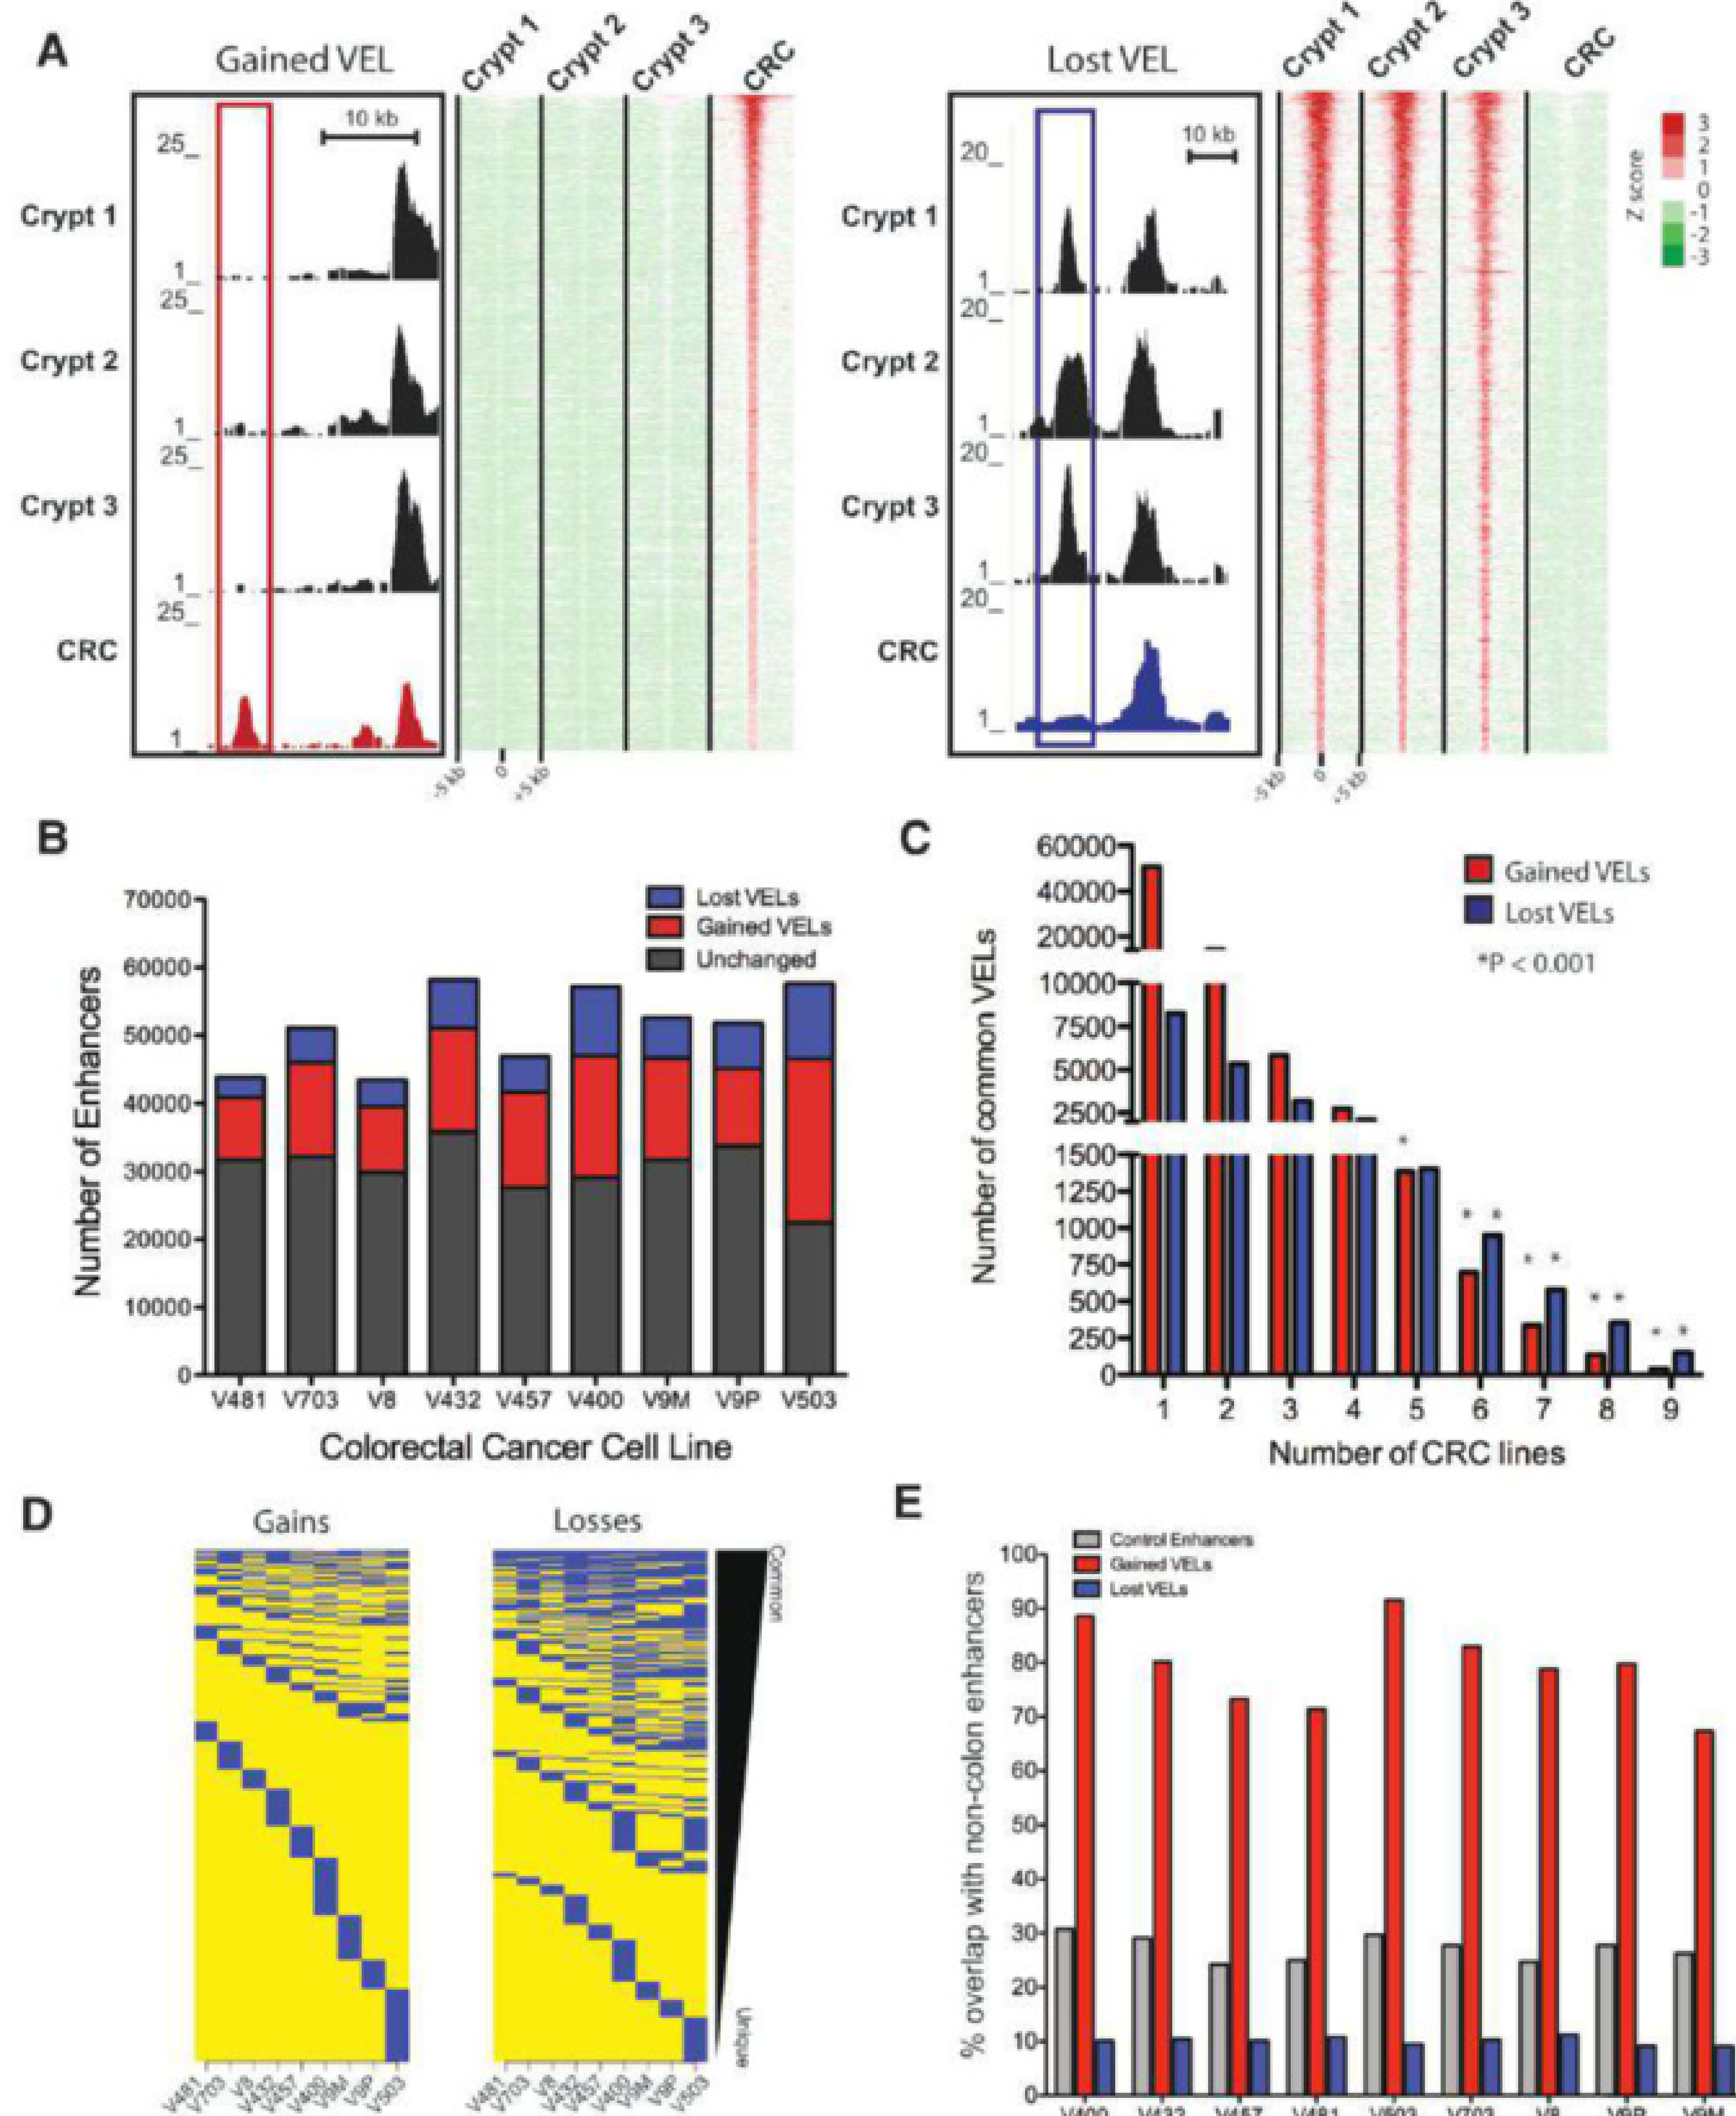 A
Gained VEL
Crypt 1
Crypt 2
Crypt 3
CRC
Lost VEL
Crypt 1
Crypt 2
Crypt 3
CRC
10 kb
25_
Crypt 1
1_
25_
Crypt 2
1_
25_
Crypt 3
1_
25_
CRC
1_
-5 kb
0
+5 kb
10 kb
20_
Crypt 1
1_
20_
Crypt 2
1_
20_
Crypt 3
1_
20_
CRC
1_
-5 kb
0
+5 kb
Z score
3
2
1
0
-1
-2
-3
B
70000
60000
50000
40000
30000
20000
10000
0
Number of Enhancers
Lost VELs
Gained VELs
Unchanged
V481 V703 V8 V432 V457 V400 V9M V9P V503
Colorectal Cancer Cell Line
C
60000
40000
20000
10000
7500
5000
2500
1500
1250
1000
750
500
250
0
Number of common VELs
Gained VELs
Lost VELs
*P < 0.001
*
* *
* *
* *
* *
1 2 3 4 5 6 7 8 9
Number of CRC lines
D
Gains
Losses
Common
Unique
V481 V703 V8 V432 V457 V400 V9M V9P V503
V481 V703 V8 V432 V457 V400 V9M V9P V503
E
Control Enhancers
Gained VELs
Lost VELs
100
90
80
70
60
50
40
30
20
10
0
% overlap with non-colon enhancers
V400 V432 V457 V481 V503 V703 V8 V9P V9M